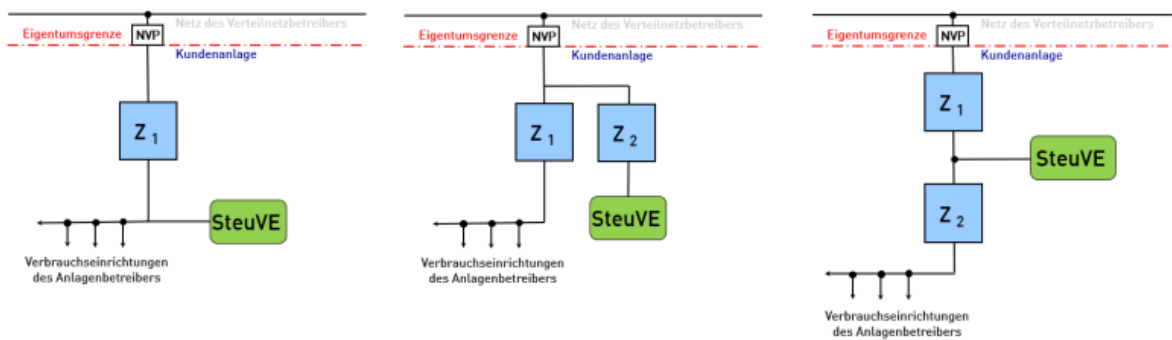 Netz des Verteilnetzbetreibers
Eigentumsgrenze
NVP
Kundenanlage
Z 1
SteuVE
Verbrauchseinrichtungen
des Anlagenbetreibers
Netz des Verteilnetzbetreibers
Eigentumsgrenze
NVP
Kundenanlage
Z 1
Z 2
SteuVE
Verbrauchseinrichtungen
des Anlagenbetreibers
Netz des Verteilnetzbetreibers
Eigentumsgrenze
NVP
Kundenanlage
Z 1
SteuVE
Z 2
Verbrauchseinrichtungen
des Anlagenbetreibers